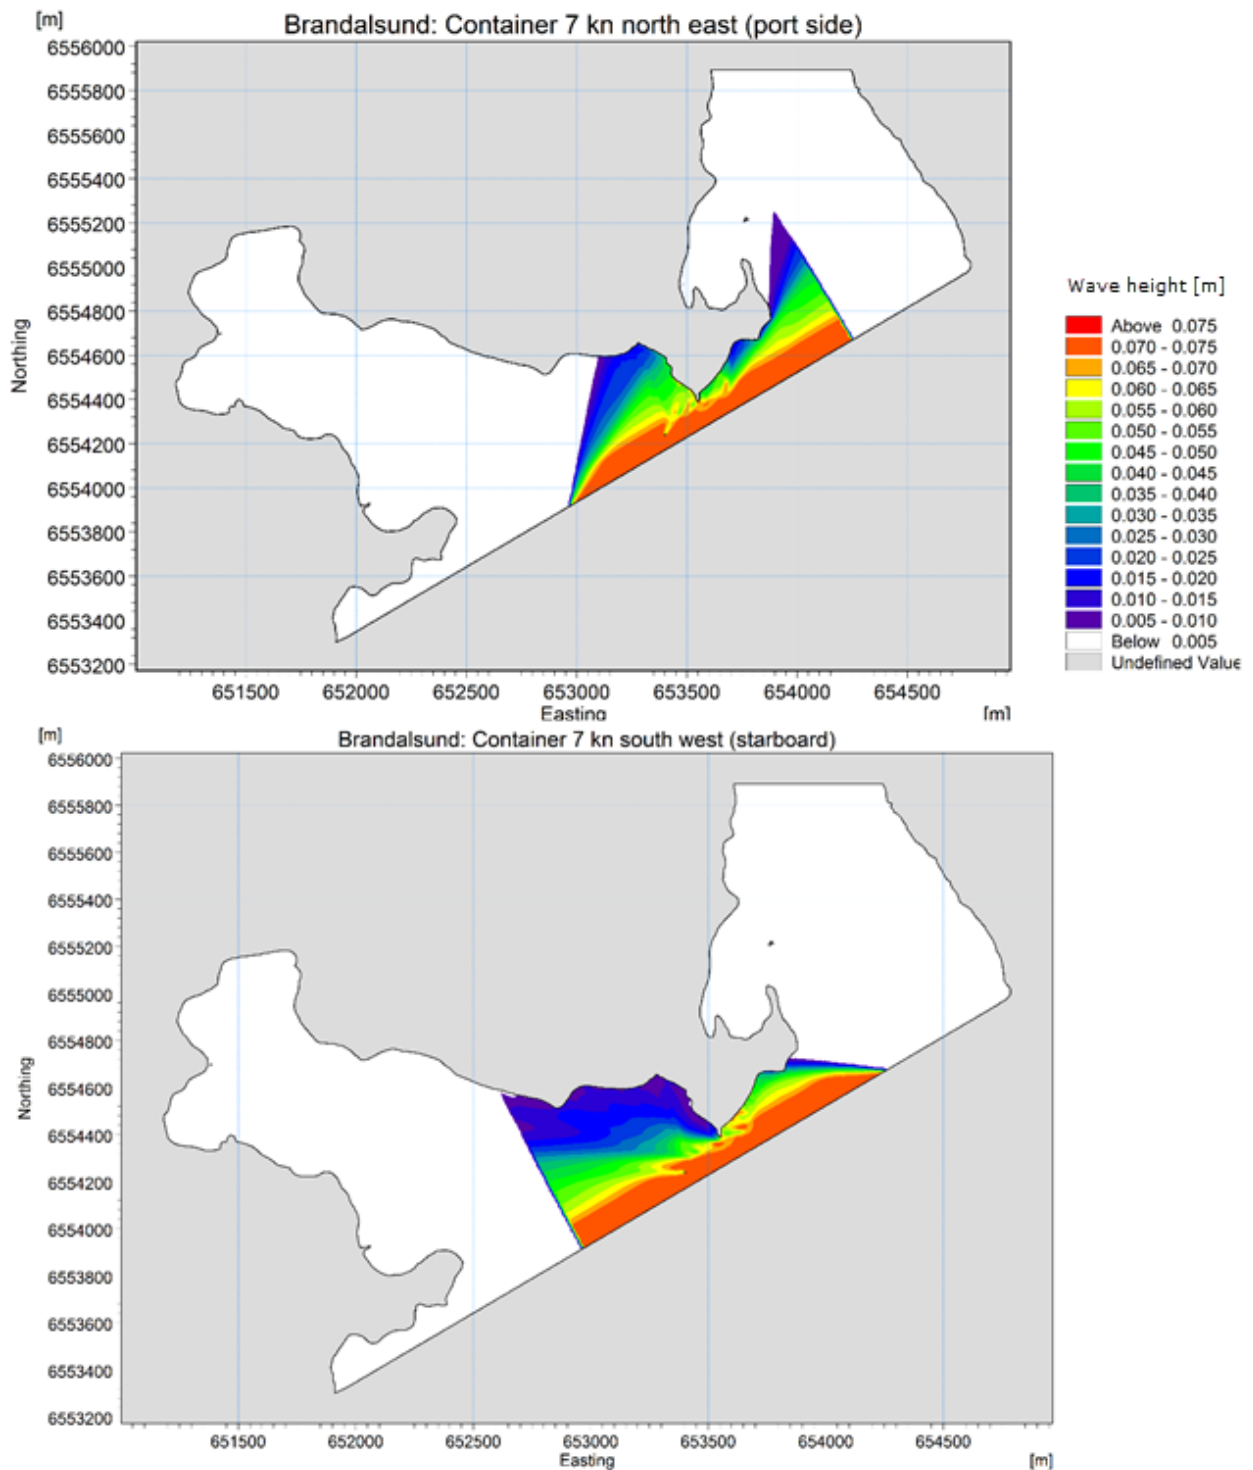 [m]
Brandalsund: Container 7 kn north east (port side)
6556000
6555800
6555600
6555400
6555200
6555000
6554800
6554600
6554400
6554200
6554000
6553800
6553600
6553400
6553200
Northing
651500 652000 652500 653000 653500 654000 654500
Easting
[m]
Wave height [m]
Above 0.075
0.070 - 0.075
0.065 - 0.070
0.060 - 0.065
0.055 - 0.060
0.050 - 0.055
0.045 - 0.050
0.040 - 0.045
0.035 - 0.040
0.030 - 0.035
0.025 - 0.030
0.020 - 0.025
0.015 - 0.020
0.010 - 0.015
0.005 - 0.010
Below 0.005
Undefined Value
[m]
Brandalsund: Container 7 kn south west (starboard)
6556000
6555800
6555600
6555400
6555200
6555000
6554800
6554600
6554400
6554200
6554000
6553800
6553600
6553400
6553200
Northing
651500 652000 652500 653000 653500 654000 654500
Easting
[m]